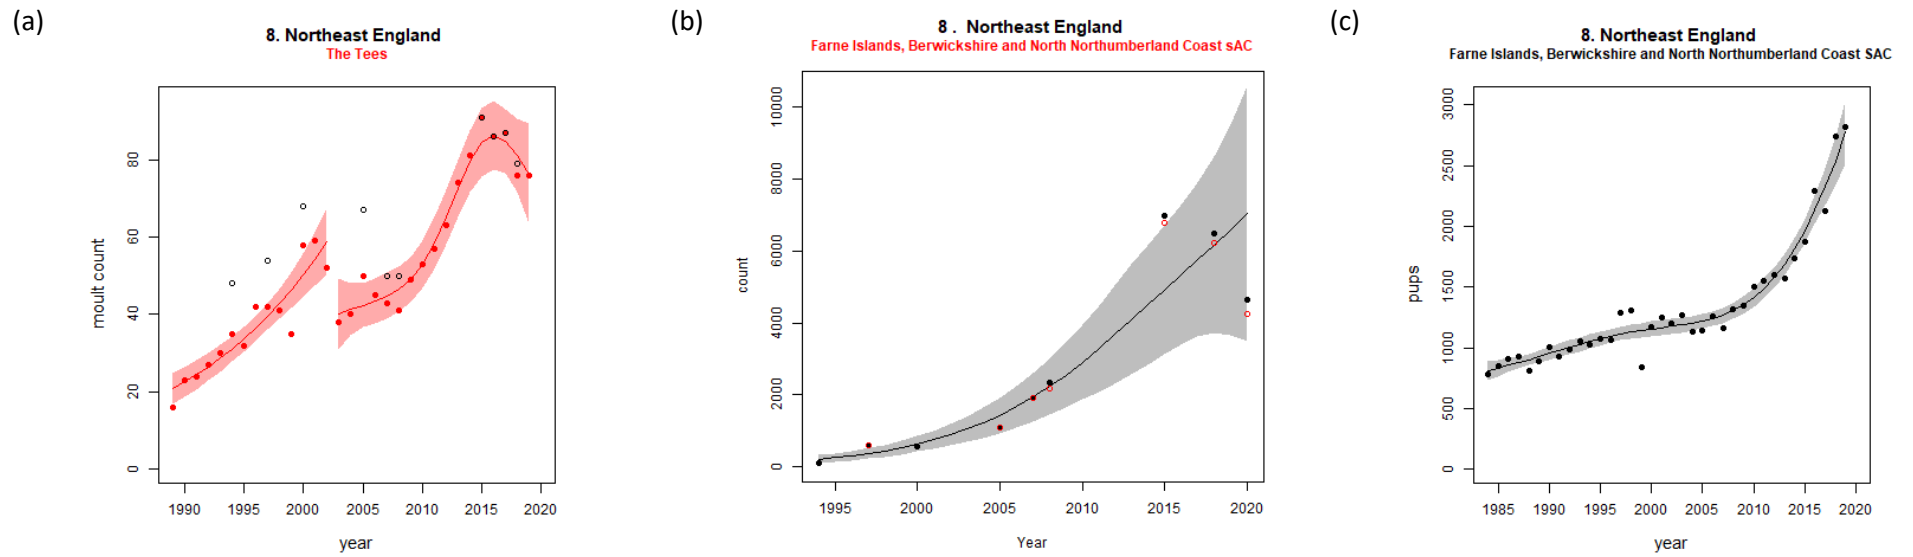 (a)
8. Northeast England
The Tees
moult count
80
60
40
20
0
1990 1995 2000 2005 2010 2015 2020
year
(b)
8 . Northeast England
Farne Islands, Berwickshire and North Northumberland Coast sAC
count
10000
8000
6000
4000
2000
0
1995 2000 2005 2010 2015 2020
Year
(c)
8. Northeast England
Farne Islands, Berwickshire and North Northumberland Coast SAC
pups
3000
2500
2000
1500
1000
500
0
1985 1990 1995 2000 2005 2010 2015 2020
year